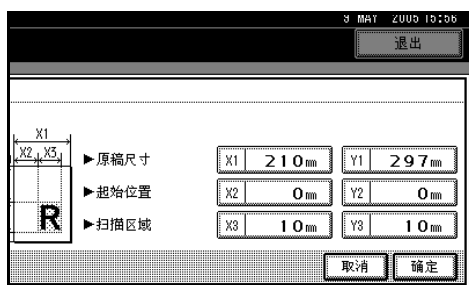 9 MAY 2005 15:56
退出
X1
X2 X3
▶原稿尺寸 X1 210mm Y1 297mm
▶起始位置 X2 0mm Y2 0mm
R
▶扫描区域 X3 10mm Y3 10mm
取消 确定